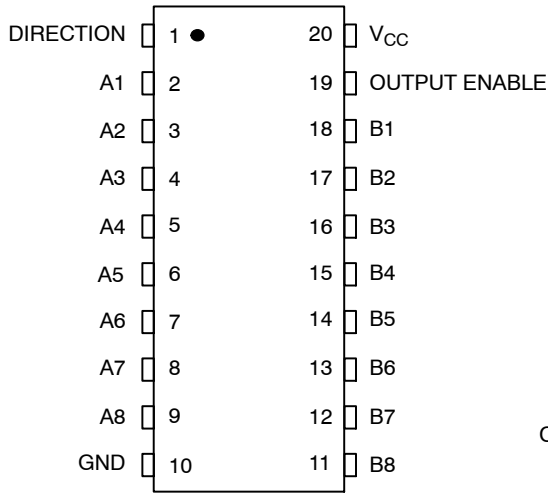 DIRECTION 1 20 VCC
A1 2 19 OUTPUT ENABLE
A2 3 18 B1
A3 4 17 B2
A4 5 16 B3
A5 6 15 B4
A6 7 14 B5
A7 8 13 B6
A8 9 12 B7
GND 10 11 B8